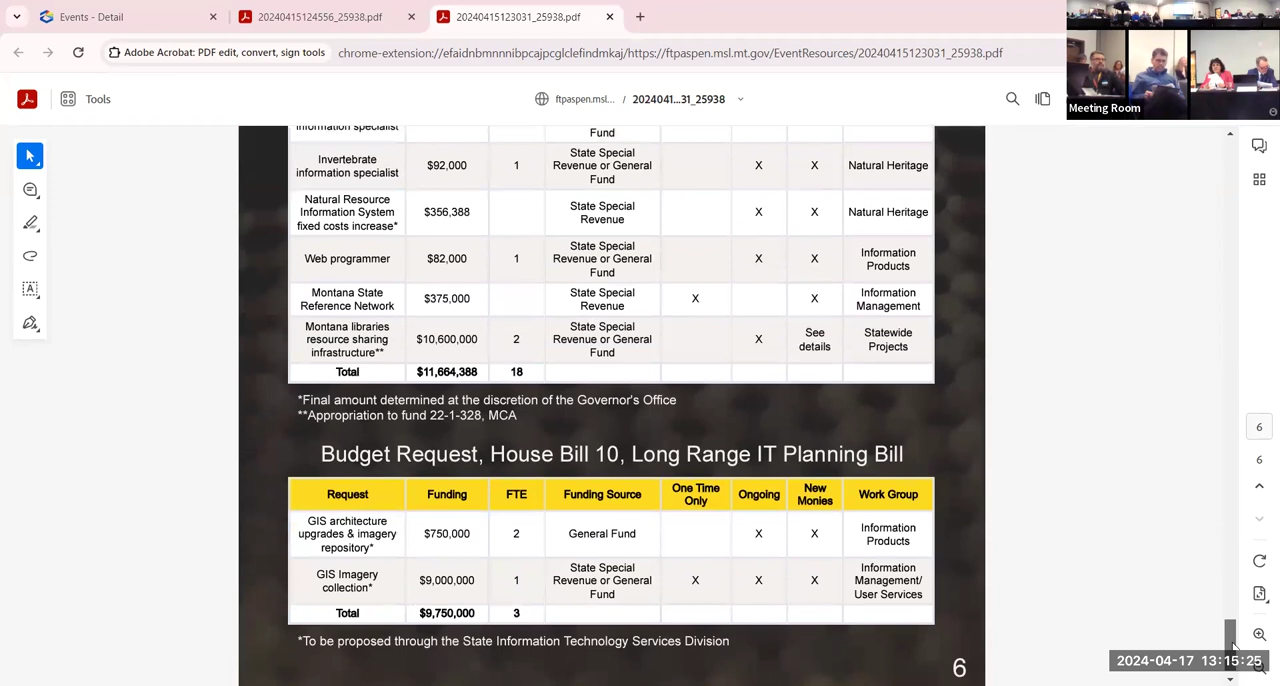 Events - Detail
20240415124556_25938.pdf
20240415123031_25938.pdf
Adobe Acrobat: PDF edit, convert, sign tools
chrome-extension://efaidnbmnnnibpcajpcglclefindmkaj/https://ftpaspen.msl.mt.gov/EventResources/20240415123031_25938.pdf
Meeting Room
Tools
ftpaspen.msl... / 2024041...31_25938
information specialist
Fund
Invertebrate information specialist $92,000 1 State Special Revenue or General Fund X X Natural Heritage
Natural Resource Information System fixed costs increase* $356,388 State Special Revenue X X Natural Heritage
Web programmer $82,000 1 State Special Revenue or General Fund X X Information Products
Montana State Reference Network $375,000 State Special Revenue X X Information Management
Montana libraries resource sharing infrastructure** $10,600,000 2 State Special Revenue or General Fund X See details Statewide Projects
Total $11,664,388 18
*Final amount determined at the discretion of the Governor's Office
**Appropriation to fund 22-1-328, MCA
Budget Request, House Bill 10, Long Range IT Planning Bill
Request Funding FTE Funding Source One Time Only Ongoing New Monies Work Group
GIS architecture upgrades & imagery repository* $750,000 2 General Fund X X Information Products
GIS Imagery collection* $9,000,000 1 State Special Revenue or General Fund X X X Information Management/ User Services
Total $9,750,000 3
*To be proposed through the State Information Technology Services Division
6
6
6
2024-04-17 13:15:25